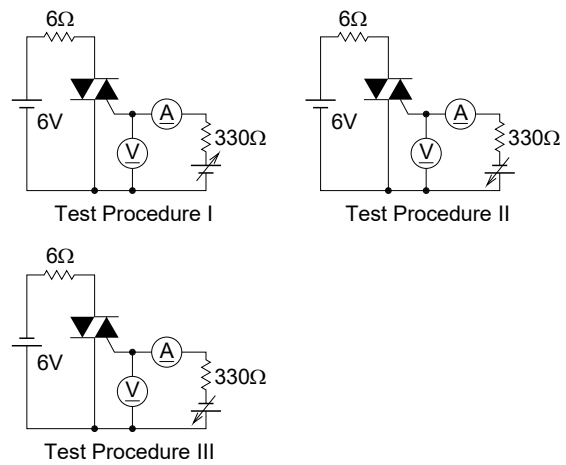 6Ω
6V
A
V
330Ω
Test Procedure I
6Ω
6V
A
V
330Ω
Test Procedure II
6Ω
6V
A
V
330Ω
Test Procedure III